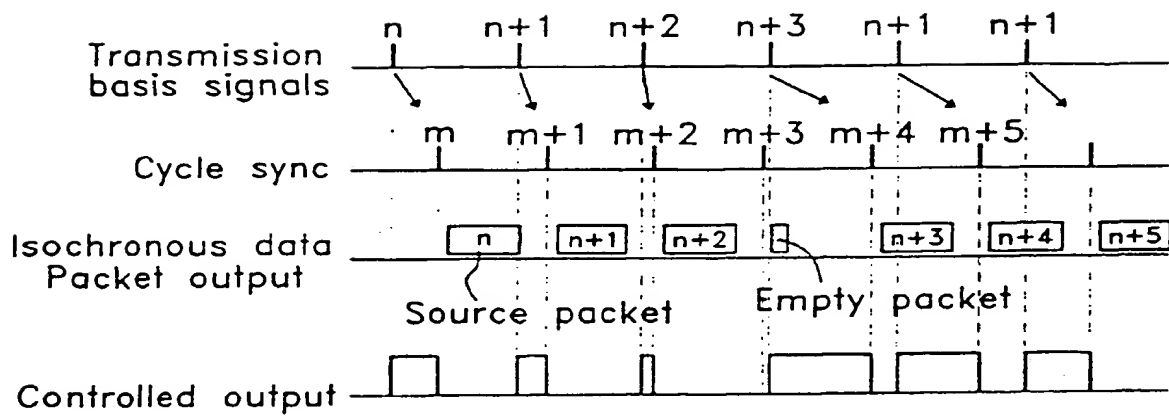 n n+1 n+2 n+3 n+1 n+1
Transmission
basis signals
m m+1 m+2 m+3 m+4 m+5
Cycle sync
n n+1 n+2 n+3 n+4 n+5
Isochronous data
Packet output
Source packet
Empty packet
Controlled output